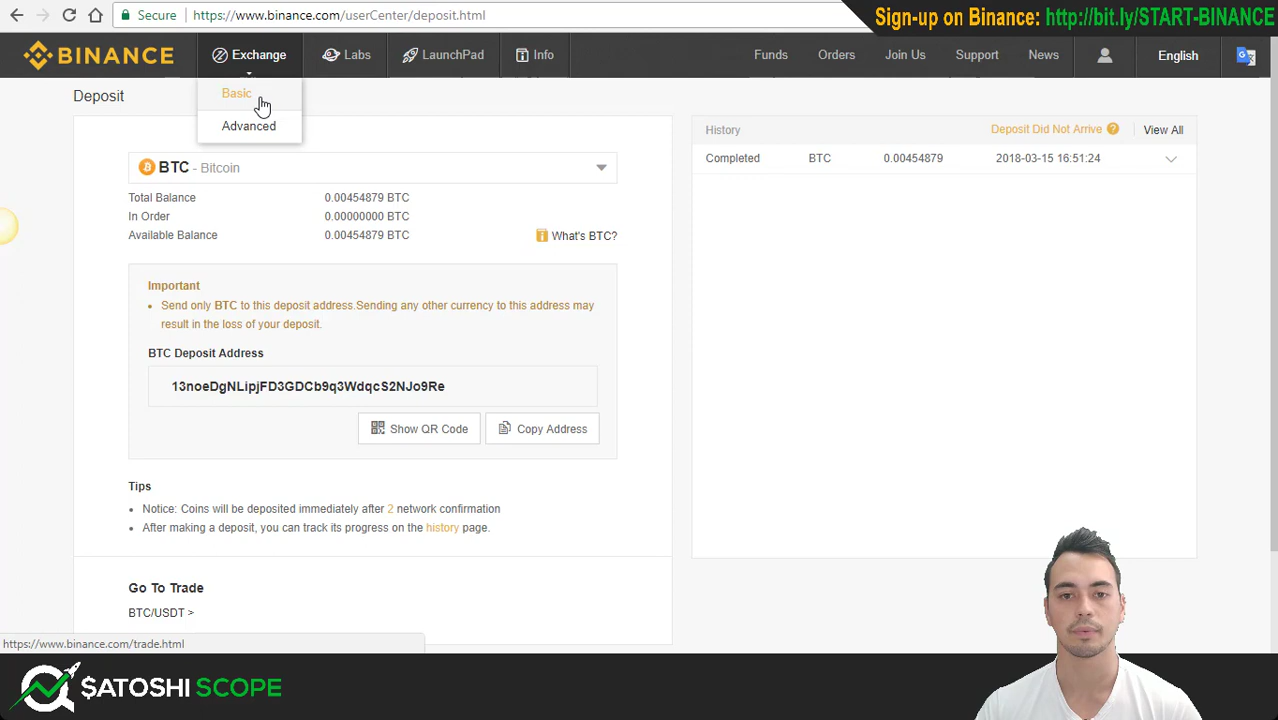 Secure https://www.binance.com/userCenter/deposit.html
Sign-up on Binance: http://bit.ly/START-BINANCE
BINANCE Exchange Labs LaunchPad Info Funds Orders Join Us Support News English
Basic
Advanced
Deposit
BTC - Bitcoin
Total Balance 0.00454879 BTC
In Order 0.00000000 BTC
Available Balance 0.00454879 BTC
What's BTC?
Important
Send only BTC to this deposit address.Sending any other currency to this address may
result in the loss of your deposit.
BTC Deposit Address
13noeDgNLipjFD3GDCb9q3WdqcS2NJo9Re
Show QR Code Copy Address
Tips
Notice: Coins will be deposited immediately after 2 network confirmation
After making a deposit, you can track its progress on the history page.
Go To Trade
BTC/USDT >
History Deposit Did Not Arrive ? View All
Completed BTC 0.00454879 2018-03-15 16:51:24
https://www.binance.com/trade.html
$ATOSHI SCOPE